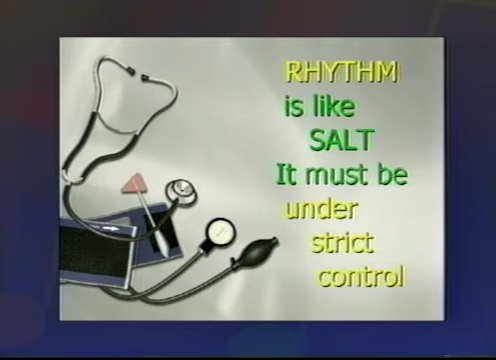 RHYTHM
is like
SALT
It must be
under
strict
control